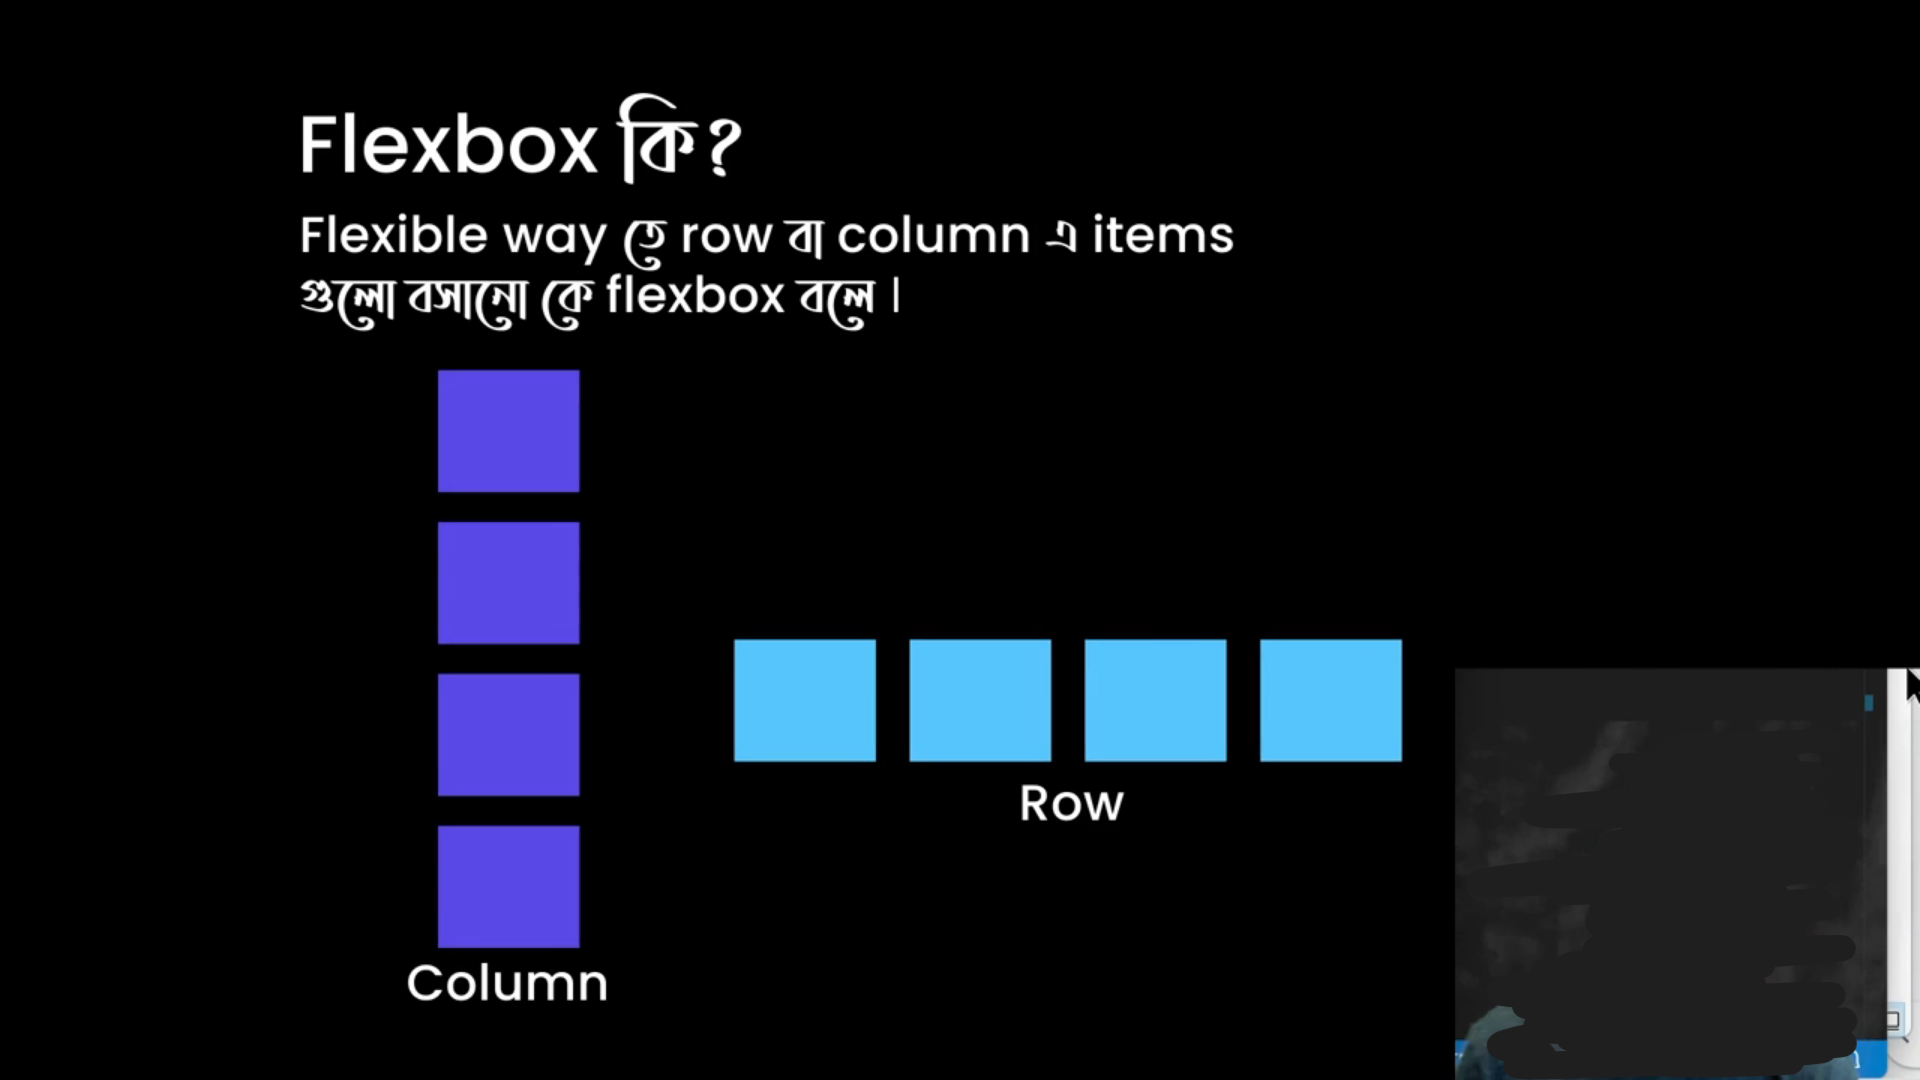 Flexbox কি?
Flexible way তে row বা column এ items
গুলো বসানো কে flexbox বলে।
Row
Column